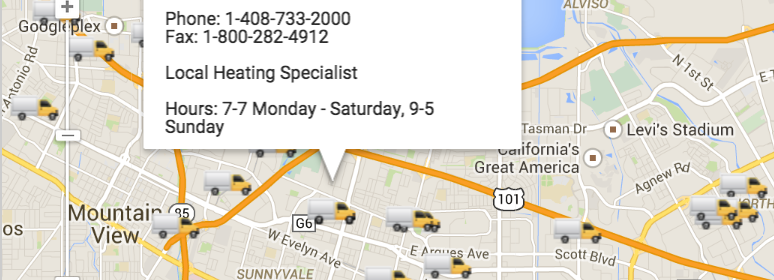 ALVISO
Phone: 1-408-733-2000
Fax: 1-800-282-4912
Googleplex
Local Heating Specialist
N 1st St
Antonio Rd
Hours: 7-7 Monday - Saturday, 9-5
Sunday
Tasman Dr
Levi's Stadium
California's
Great America
Agnew Rd
101
Mountain
View
85
G6
os
W Evelyn Ave
E Arques Ave
Scott Blvd
SUNNYVALE